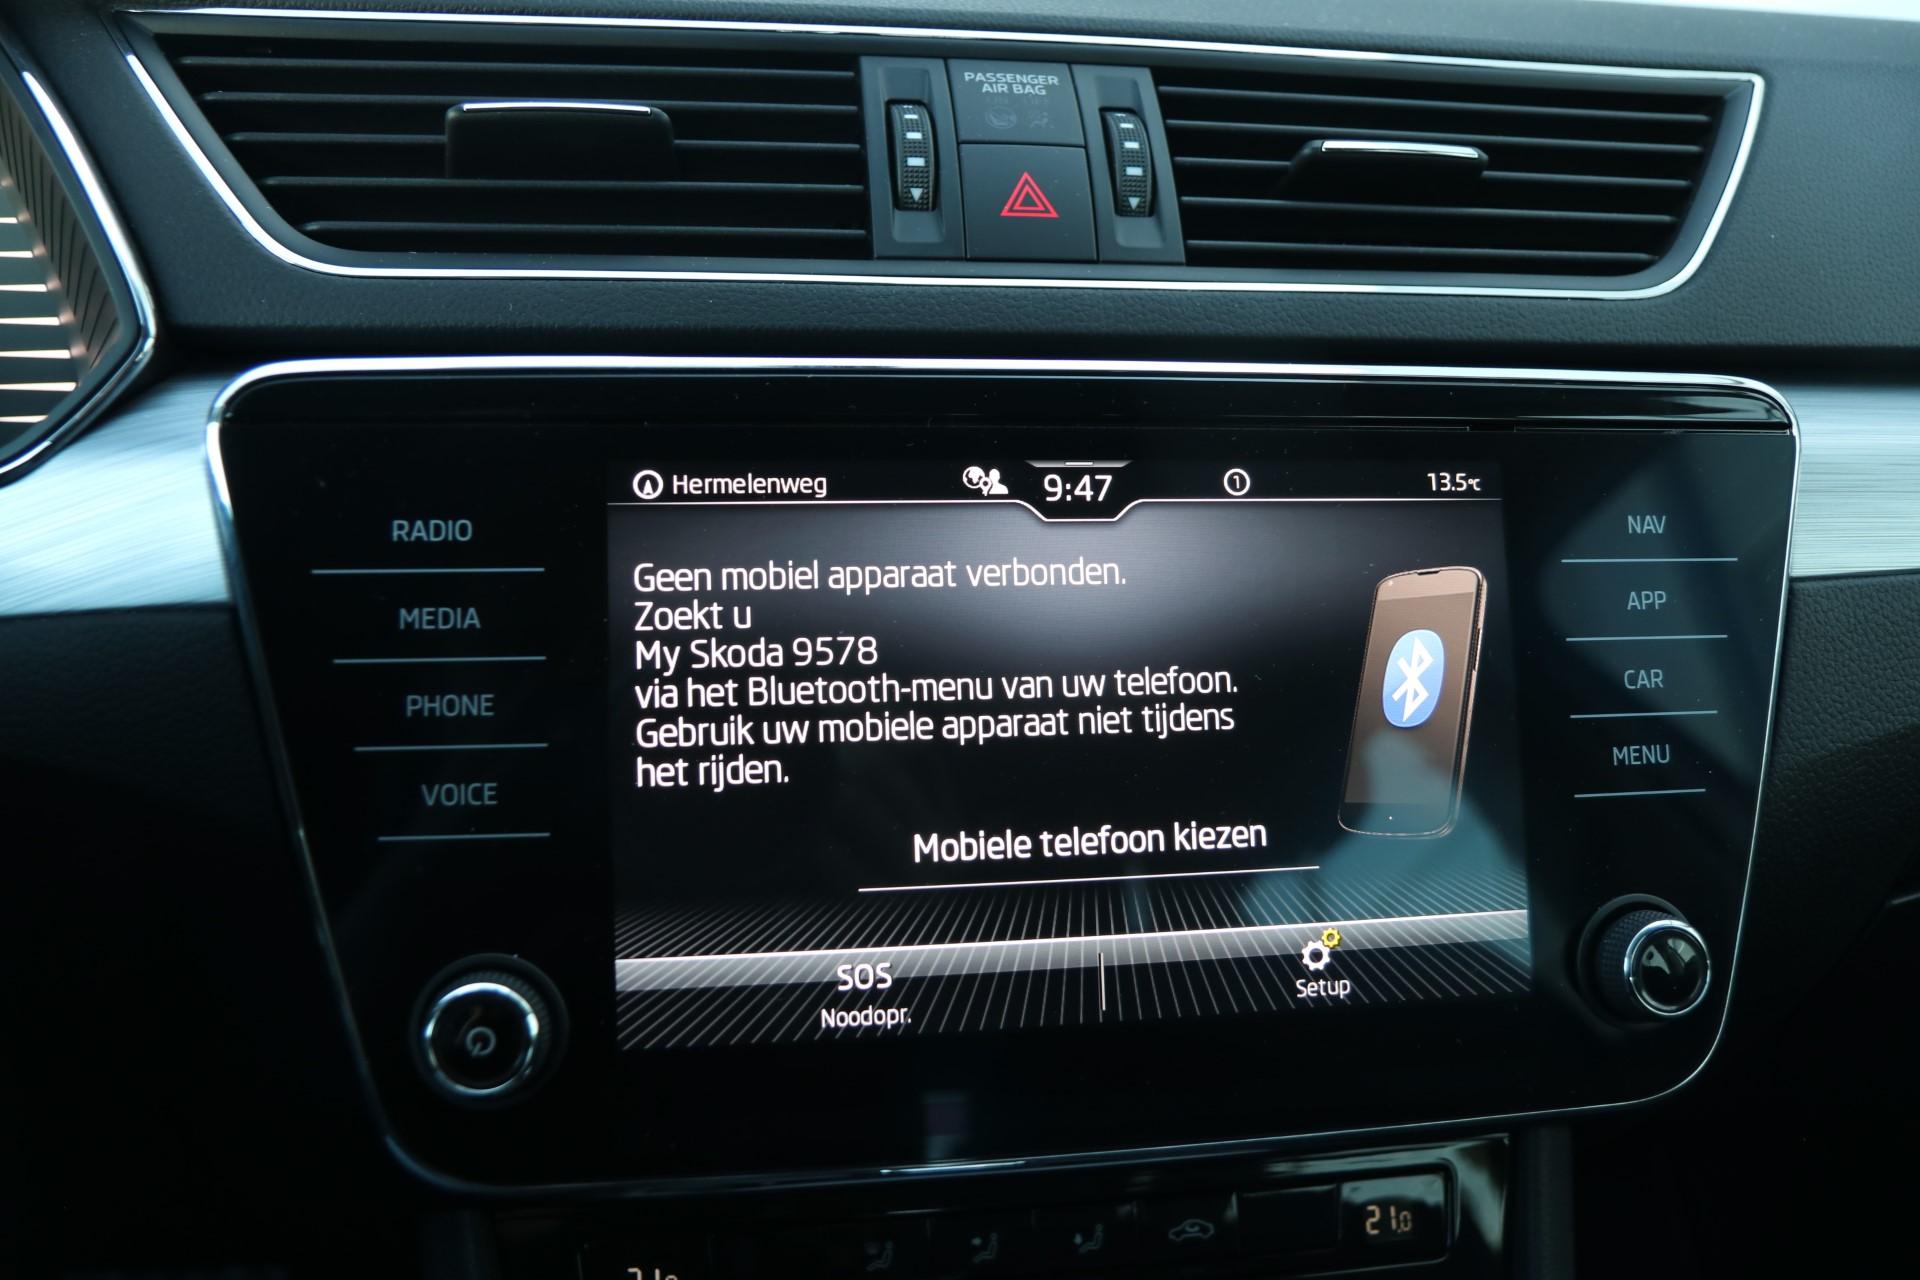 PASSENGER
AIR BAG
Hermelenweg
9:47
1
13.5°C
RADIO
MEDIA
PHONE
VOICE
Geen mobiel apparaat verbonden.
Zoekt u
My Skoda 9578
via het Bluetooth-menu van uw telefoon.
Gebruik uw mobiele apparaat niet tijdens
het rijden.
Mobiele telefoon kiezen
SOS
Noodopr.
Setup
NAV
APP
CAR
MENU
21.0